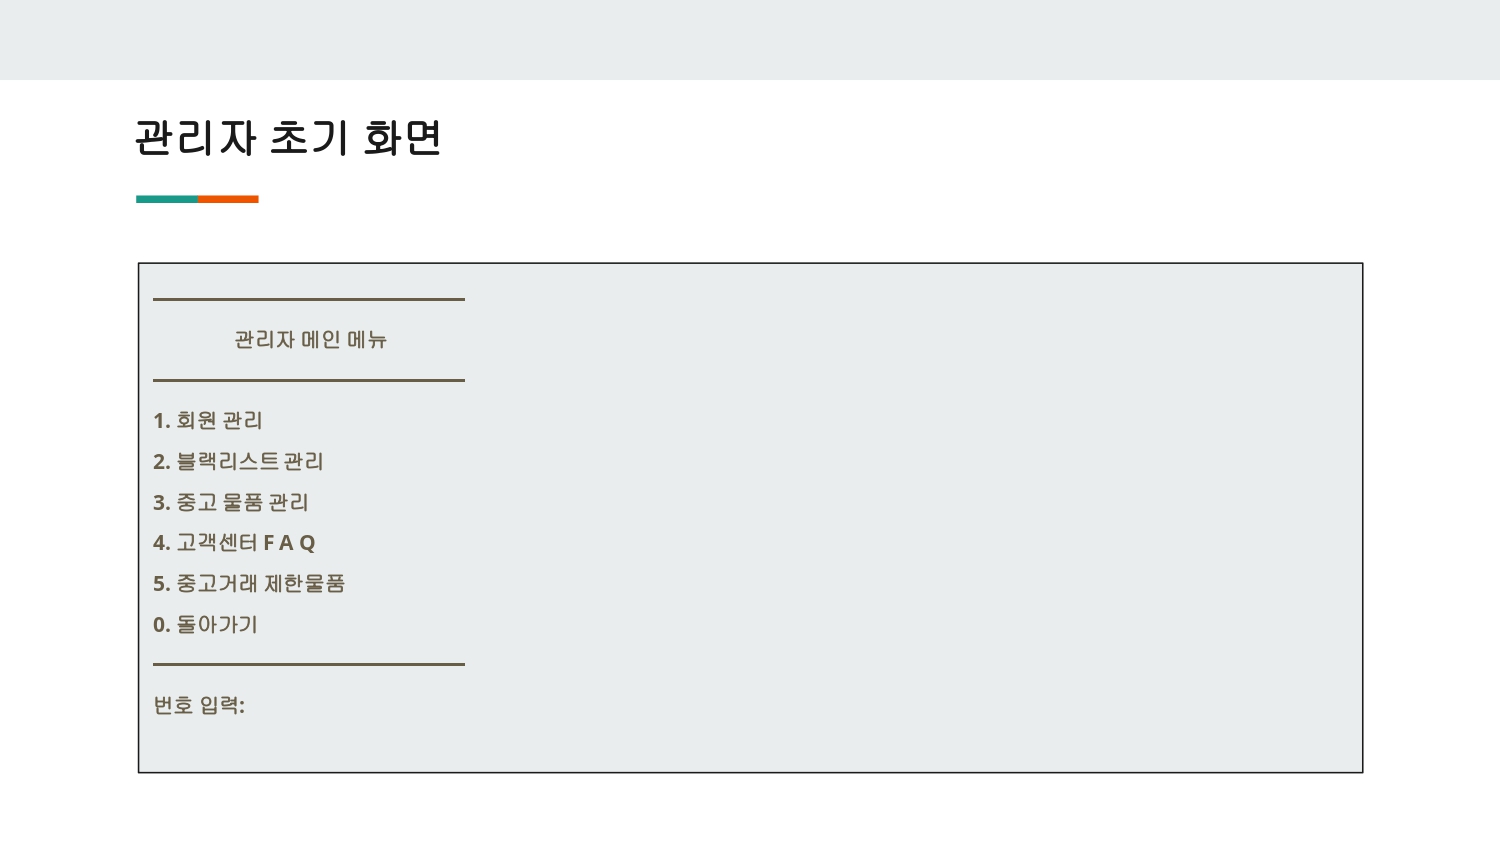 관리자 초기 화면
관리자 메인 메뉴
1. 회원 관리
2. 블랙리스트 관리
3. 중고 물품 관리
4. 고객센터 F A Q
5. 중고거래 제한물품
0. 돌아가기
번호 입력: